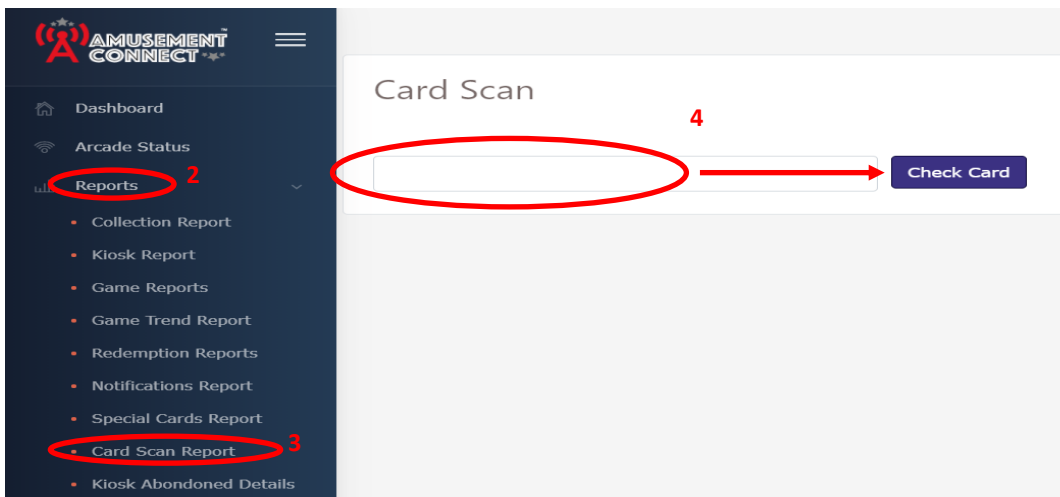 AMUSEMENT
CONNECT
Dashboard
Arcade Status
Reports 2
Collection Report
Kiosk Report
Game Reports
Game Trend Report
Redemption Reports
Notifications Report
Special Cards Report
Card Scan Report 3
Kiosk Abondoned Details
Card Scan
4
Check Card